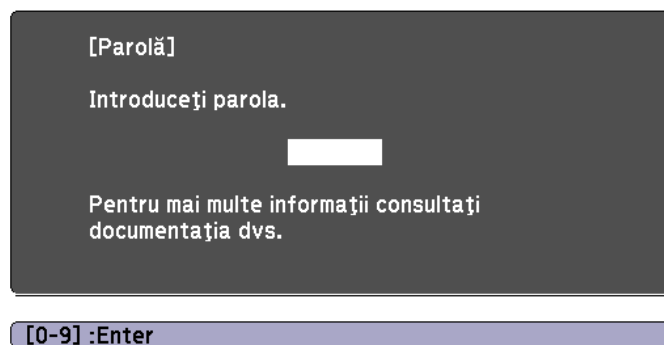 [Parolă]
Introduceţi parola.
Pentru mai multe informaţii consultaţi
documentaţia dvs.
[0-9] :Enter